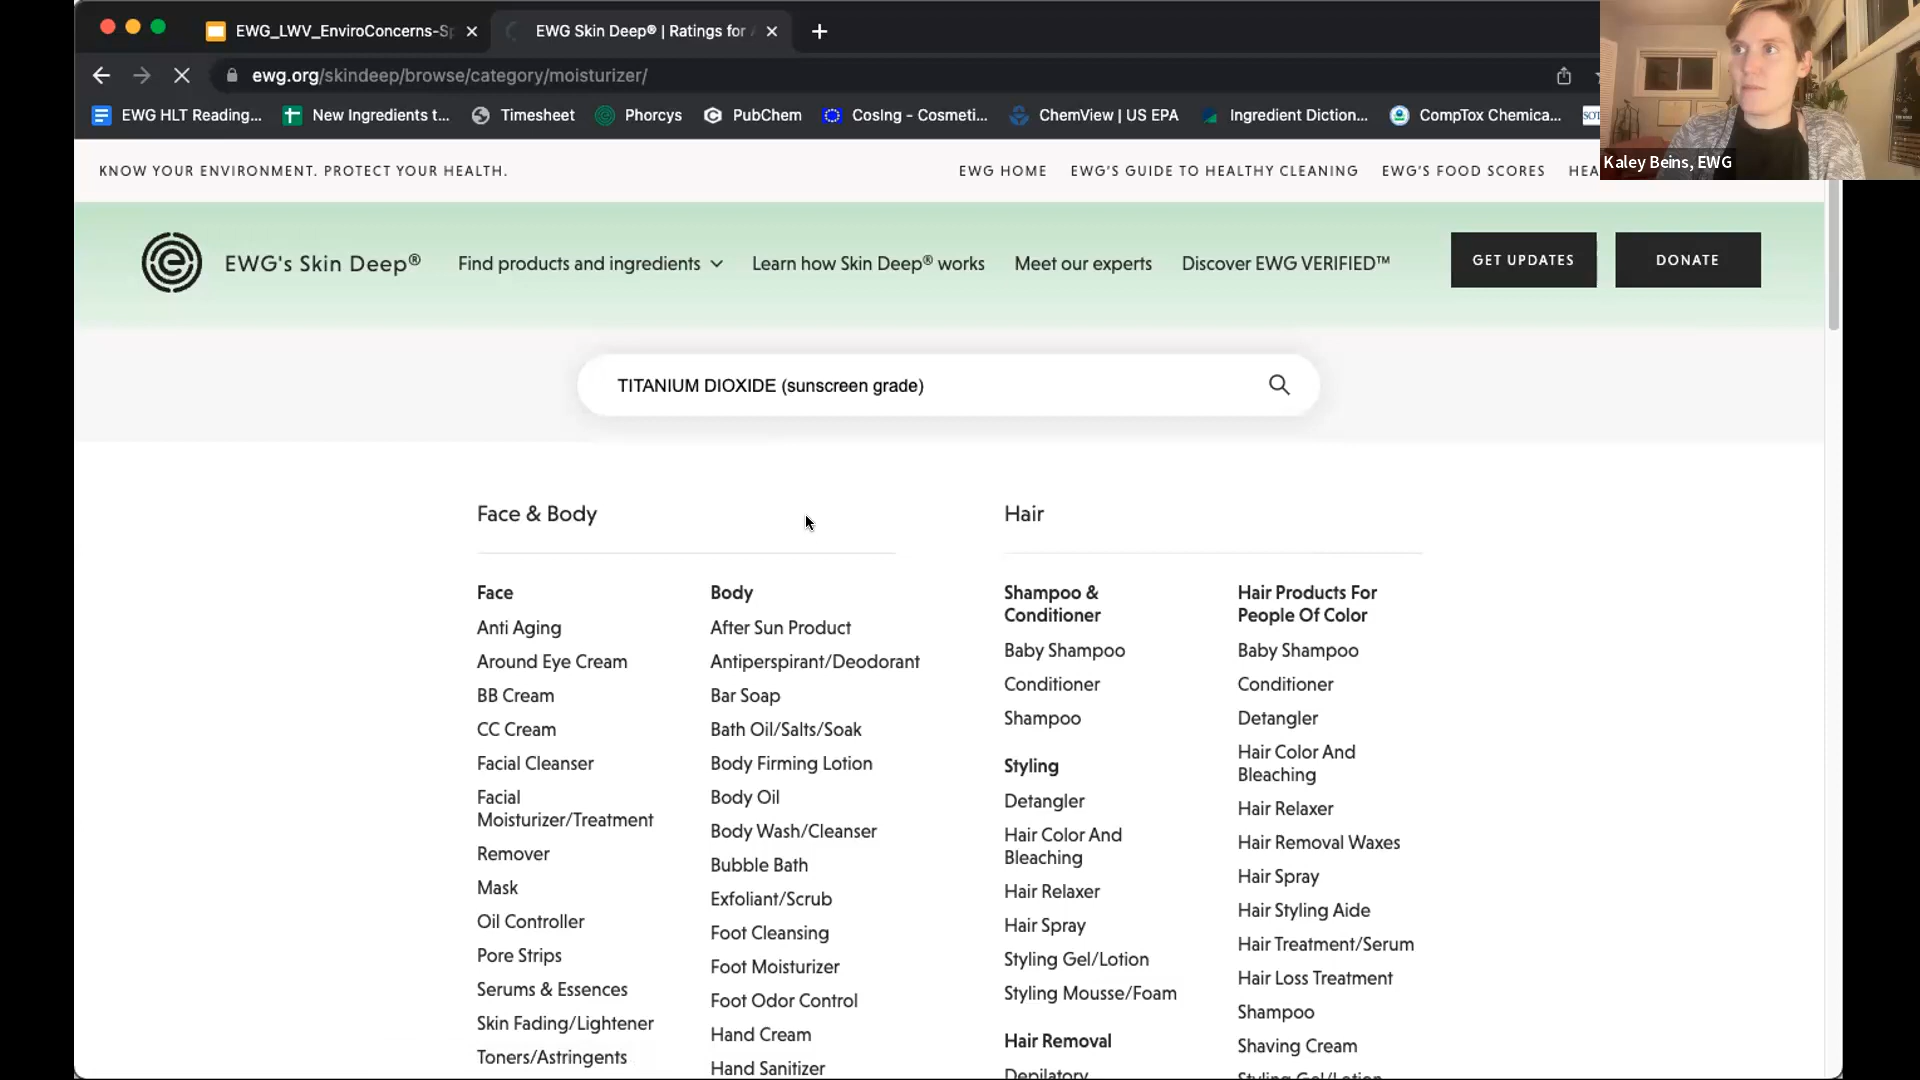 EWG_LWV_EnviroConcerns-Sp
EWG Skin Deep® | Ratings for
ewg.org/skindeep/browse/category/moisturizer/
EWG HLT Reading...
New Ingredients t...
Timesheet
Phorcys
PubChem
CosIng - Cosmeti...
ChemView | US EPA
Ingredient Diction...
CompTox Chemica...
Kaley Beins, EWG
KNOW YOUR ENVIRONMENT. PROTECT YOUR HEALTH.
EWG HOME
EWG'S GUIDE TO HEALTHY CLEANING
EWG'S FOOD SCORES
HEA
EWG's Skin Deep®
Find products and ingredients
Learn how Skin Deep® works
Meet our experts
Discover EWG VERIFIED™
GET UPDATES
DONATE
TITANIUM DIOXIDE (sunscreen grade)
Face & Body
Face
Anti Aging
Around Eye Cream
BB Cream
CC Cream
Facial Cleanser
Facial
Moisturizer/Treatment
Remover
Mask
Oil Controller
Pore Strips
Serums & Essences
Skin Fading/Lightener
Toners/Astringents
Body
After Sun Product
Antiperspirant/Deodorant
Bar Soap
Bath Oil/Salts/Soak
Body Firming Lotion
Body Oil
Body Wash/Cleanser
Bubble Bath
Exfoliant/Scrub
Foot Cleansing
Foot Moisturizer
Foot Odor Control
Hand Cream
Hand Sanitizer
Hair
Shampoo &
Conditioner
Baby Shampoo
Conditioner
Shampoo
Styling
Detangler
Hair Color And
Bleaching
Hair Relaxer
Hair Spray
Styling Gel/Lotion
Styling Mousse/Foam
Hair Removal
Depilatory
Hair Products For
People Of Color
Baby Shampoo
Conditioner
Detangler
Hair Color And
Bleaching
Hair Relaxer
Hair Removal Waxes
Hair Spray
Hair Styling Aide
Hair Treatment/Serum
Hair Loss Treatment
Shampoo
Shaving Cream
Styling Gel/Lotion